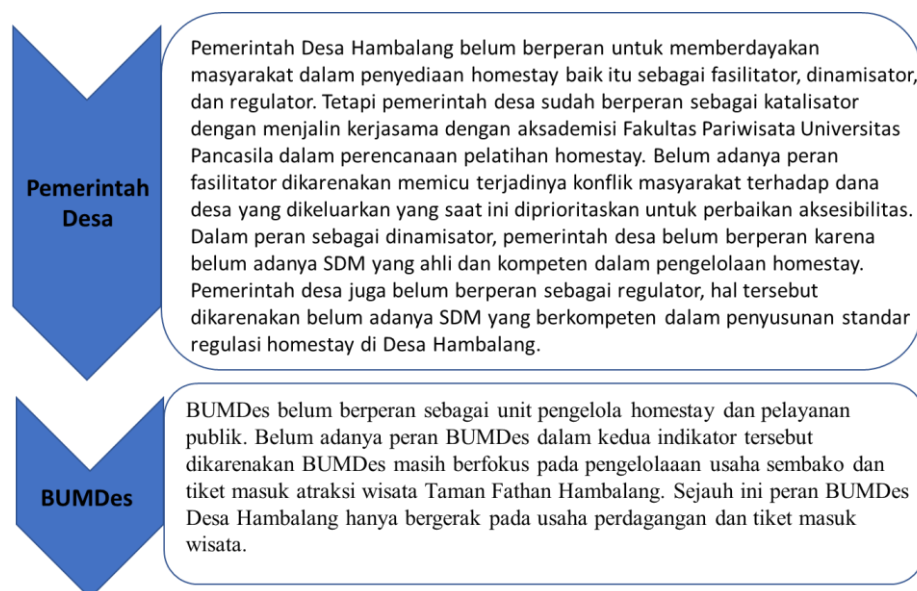 Pemerintah
Desa
Pemerintah Desa Hambalang belum berperan untuk memberdayakan
masyarakat dalam penyediaan homestay baik itu sebagai fasilitator, dinamisator,
dan regulator. Tetapi pemerintah desa sudah berperan sebagai katalisator
dengan menjalin kerjasama dengan aksademisi Fakultas Pariwisata Universitas
Pancasila dalam perencanaan pelatihan homestay. Belum adanya peran
fasilitator dikarenakan memicu terjadinya konflik masyarakat terhadap dana
desa yang dikeluarkan yang saat ini diprioritaskan untuk perbaikan aksesibilitas.
Dalam peran sebagai dinamisator, pemerintah desa belum berperan karena
belum adanya SDM yang ahli dan kompeten dalam pengelolaan homestay.
Pemerintah desa juga belum berperan sebagai regulator, hal tersebut
dikarenakan belum adanya SDM yang berkompeten dalam penyusunan standar
regulasi homestay di Desa Hambalang.
BUMDes
BUMDes belum berperan sebagai unit pengelola homestay dan pelayanan
publik. Belum adanya peran BUMDes dalam kedua indikator tersebut
dikarenakan BUMDes masih berfokus pada pengelolaaan usaha sembako dan
tiket masuk atraksi wisata Taman Fathan Hambalang. Sejauh ini peran BUMDes
Desa Hambalang hanya bergerak pada usaha perdagangan dan tiket masuk
wisata.